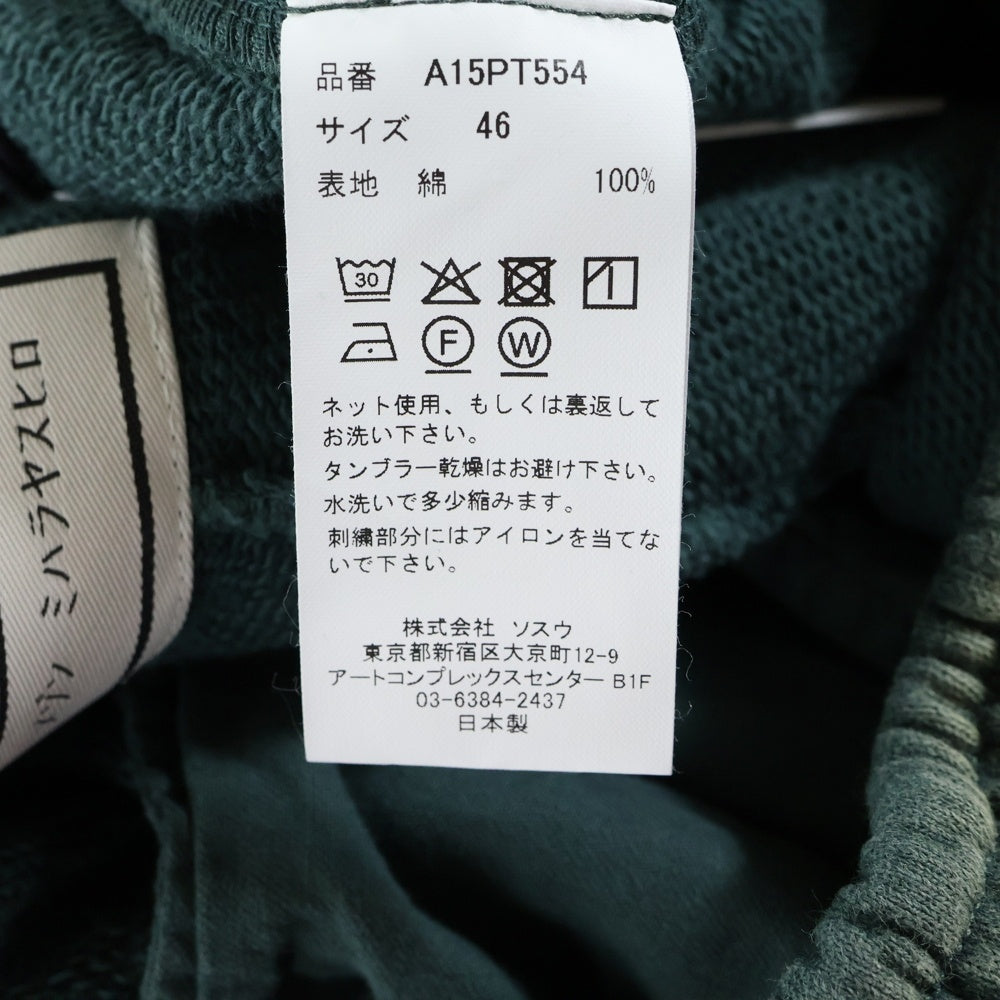 品番 A15PT554
サイズ 46
表地 綿 100%
30
F W
ネット使用、もしくは裏返して
お洗い下さい。
タンブラー乾燥はお避け下さい。
水洗いで多少縮みます。
刺繍部分にはアイロンを当てな
いで下さい。
株式会社 ソスウ
東京都新宿区大京町12-9
アートコンプレックスセンター B1F
03-6384-2437
日本製
ミハラヤスヒロ